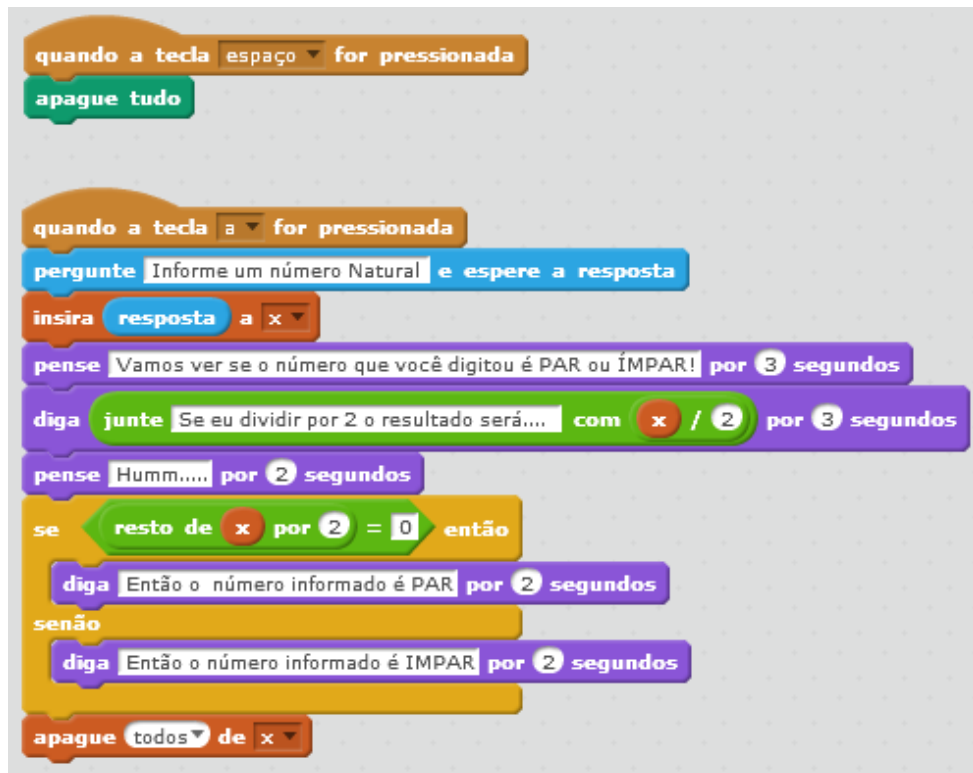 quando a tecla espaço for pressionada
apague tudo
quando a tecla a for pressionada
pergunte Informe um número Natural e espere a resposta
insira resposta a x
pense Vamos ver se o número que você digitou é PAR ou ÍMPAR! por 3 segundos
diga junte Se eu dividir por 2 o resultado será.... com x / 2 por 3 segundos
pense Humm..... por 2 segundos
se resto de x por 2 = 0 então
diga Então o número informado é PAR por 2 segundos
senão
diga Então o número informado é IMPAR por 2 segundos
apague todos de x